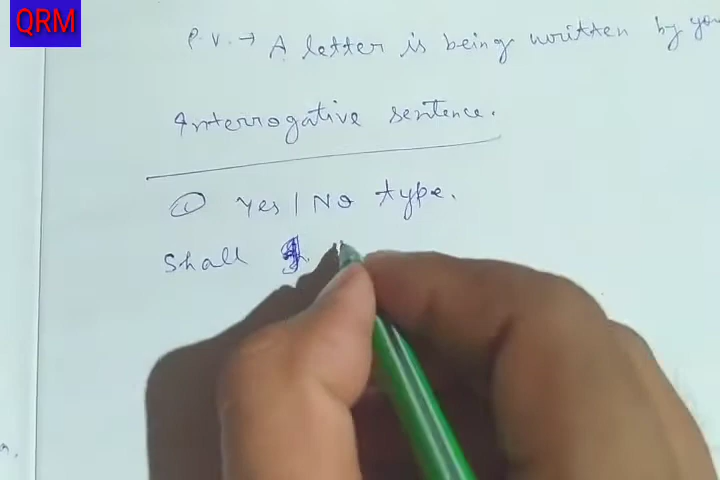 QRM
P.V. → A letter is being written by you
Interrogative sentence.
① Yes / No type.
Shall I